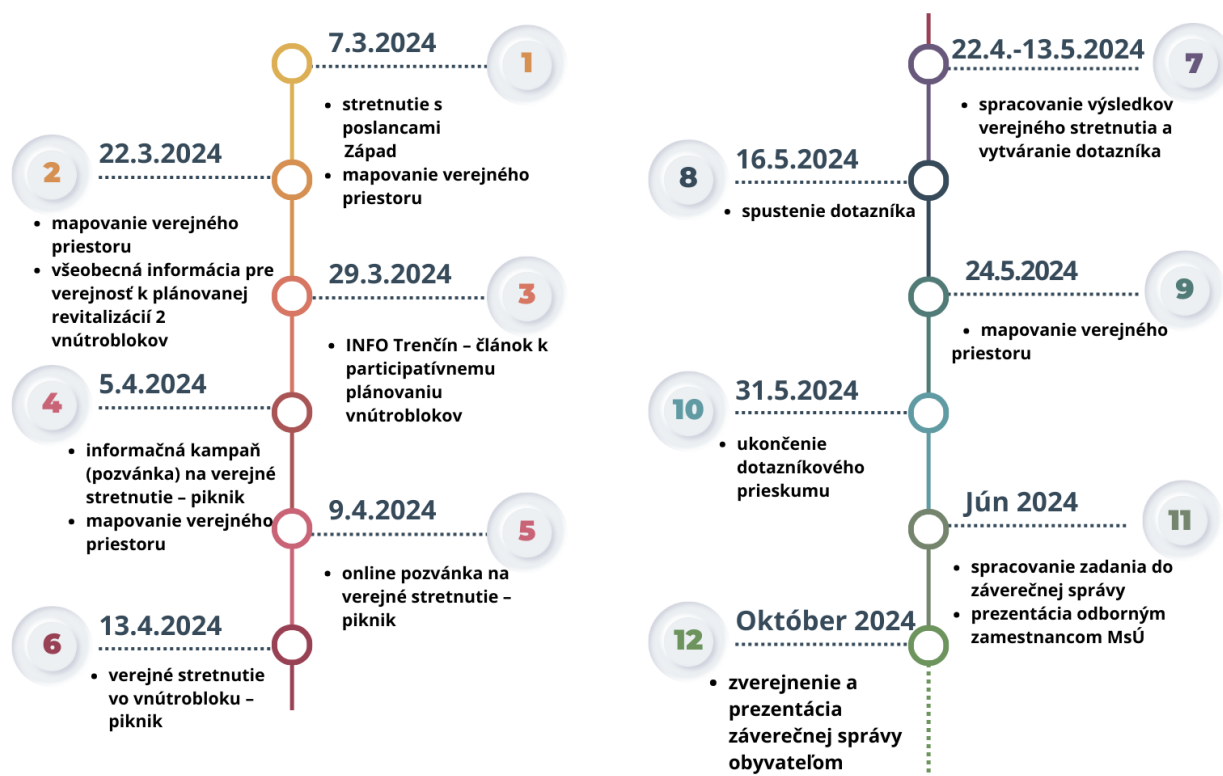 7.3.2024
1
• stretnutie s
poslancami
Západ
• mapovanie verejného
priestoru
2
22.3.2024
• mapovanie verejného
priestoru
• všeobecná informácia pre
verejnosť k plánovanej
revitalizácií 2
vnútroblokov
29.3.2024
3
• INFO Trenčín – článok k
participatívnemu
plánovaniu
vnútroblokov
4
5.4.2024
• informačná kampaň
(pozvánka) na verejné
stretnutie – piknik
• mapovanie verejného
priestoru
9.4.2024
5
• online pozvánka na
verejné stretnutie –
piknik
6
13.4.2024
• verejné stretnutie
vo vnútrobloku –
piknik
22.4.-13.5.2024
7
• spracovanie výsledkov
verejného stretnutia a
vytváranie dotazníka
8
16.5.2024
• spustenie dotazníka
24.5.2024
9
• mapovanie verejného
priestoru
10
31.5.2024
• ukončenie
dotazníkového
prieskumu
Jún 2024
11
• spracovanie zadania do
záverečnej správy
• prezentácia odborným
zamestnancom MsÚ
12
Október 2024
• zverejnenie a
prezentácia
záverečnej správy
obyvateľom